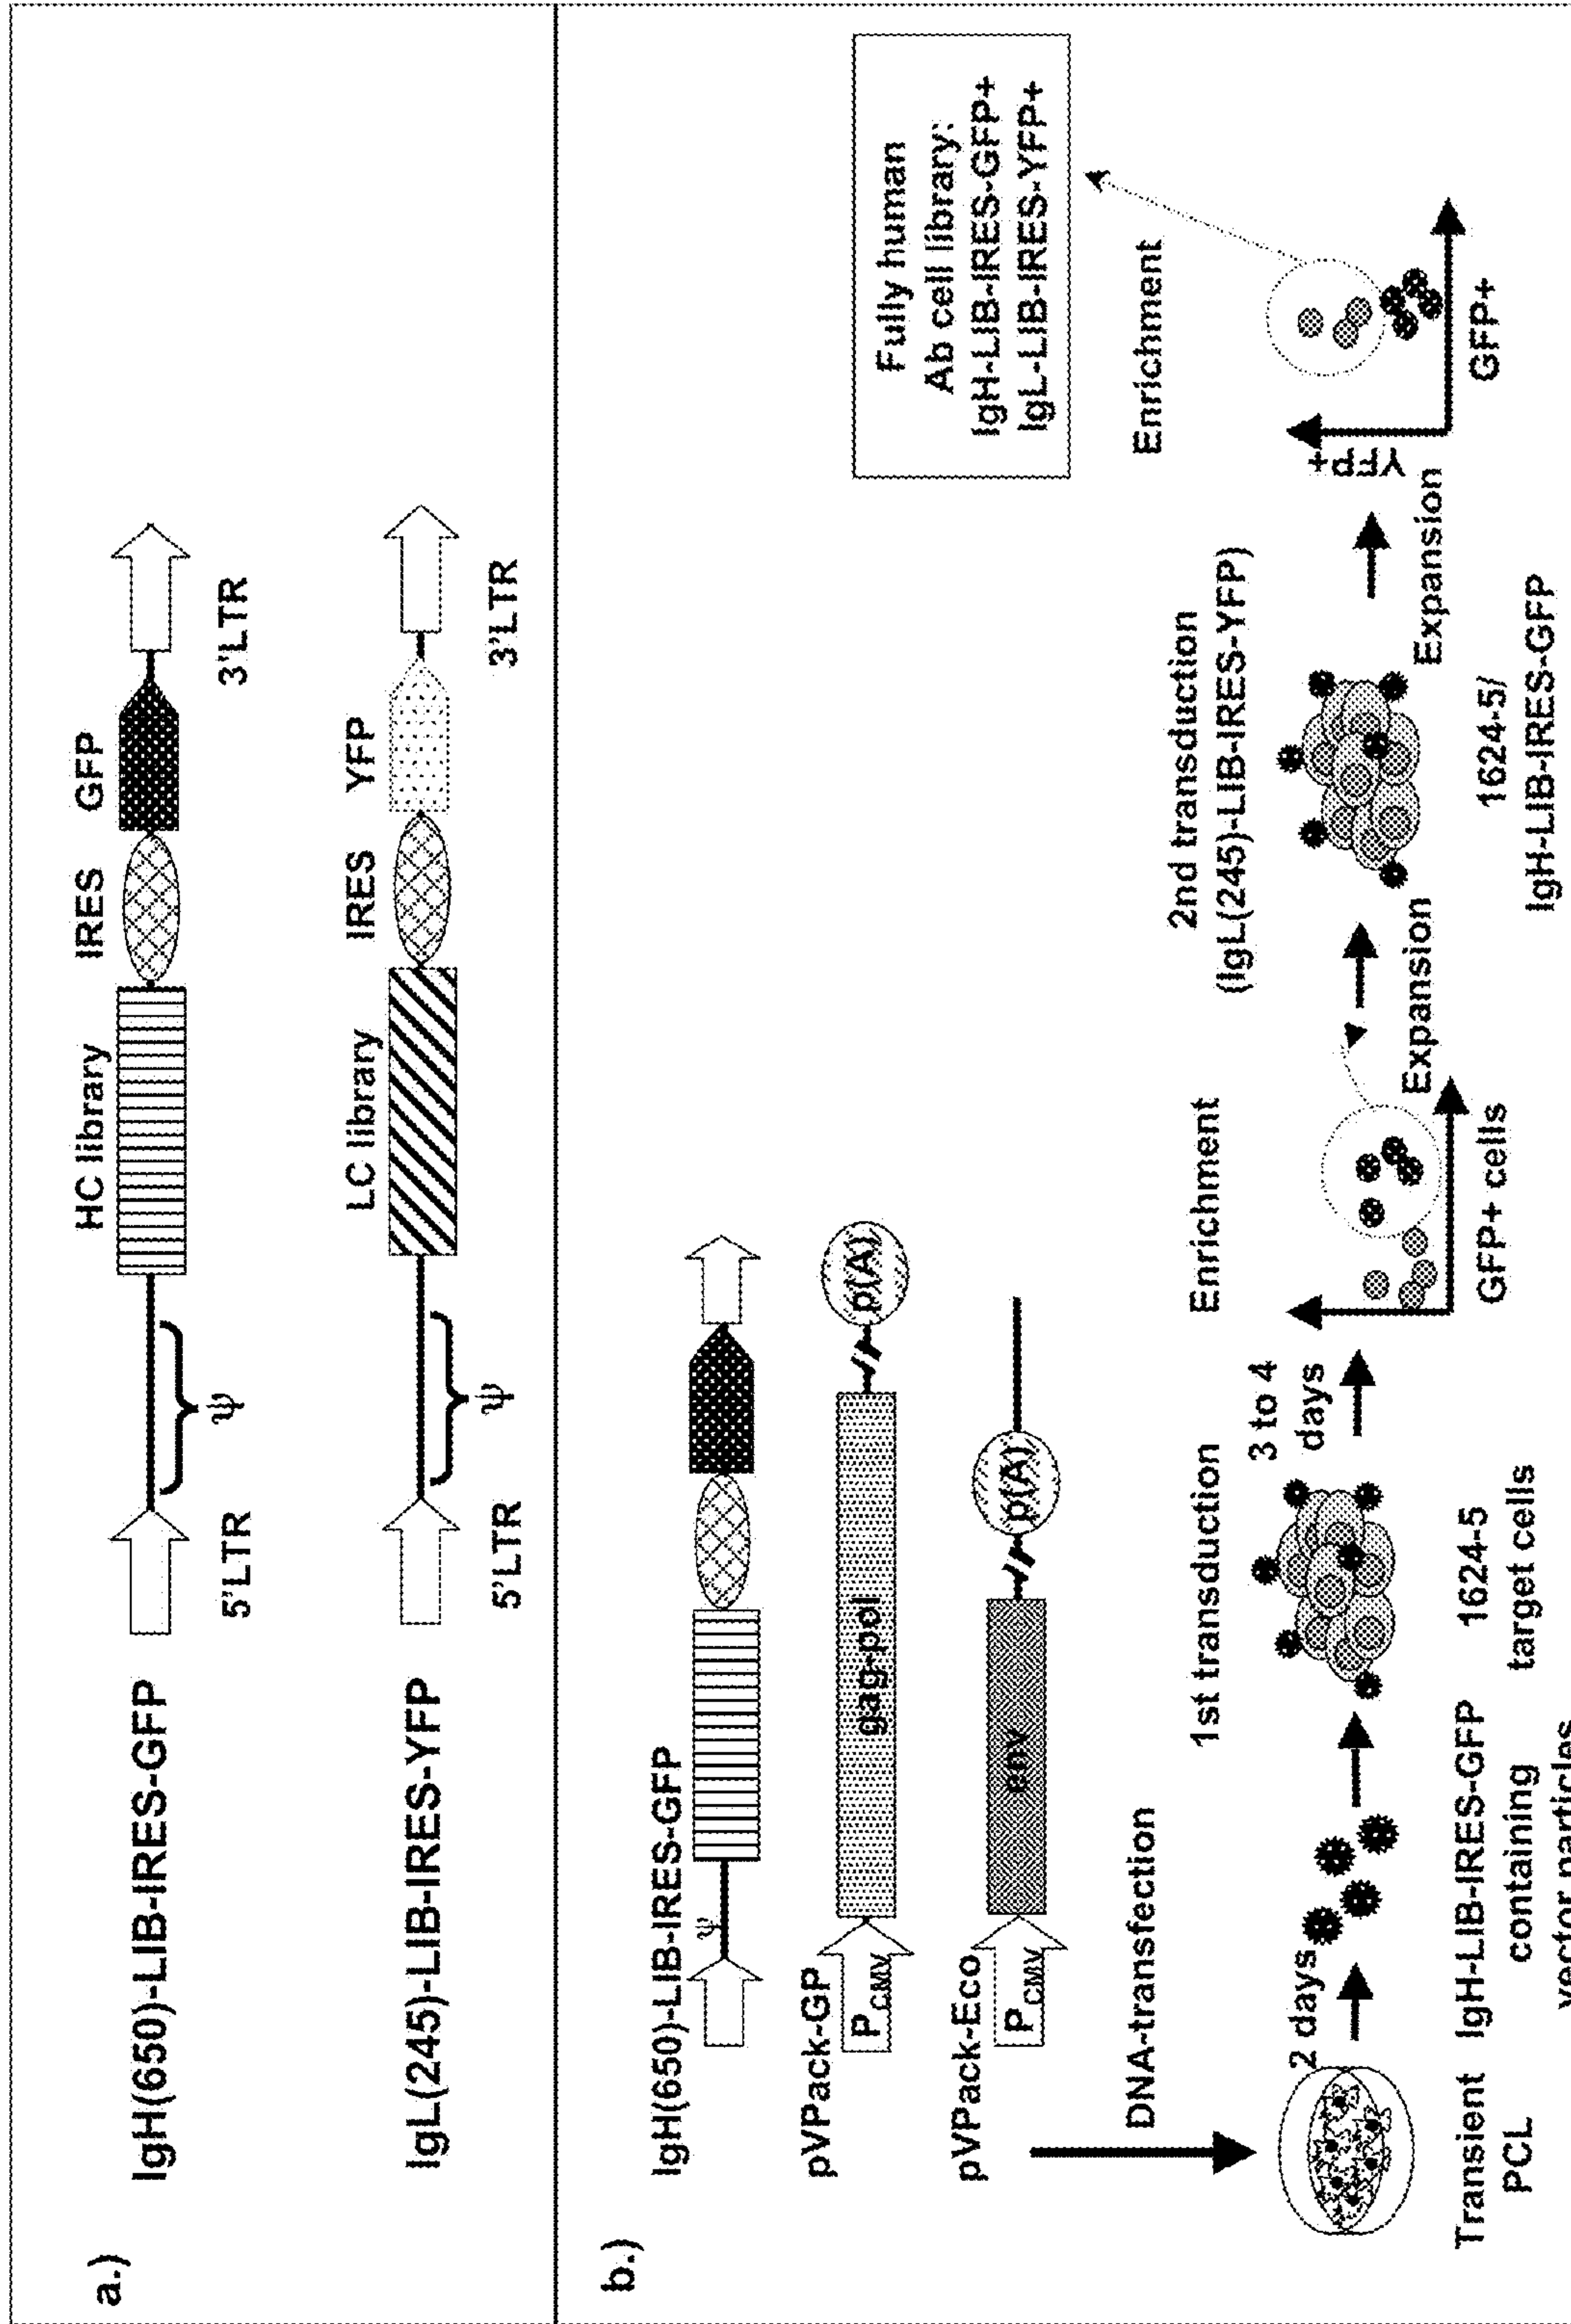 a.)
IgH(650)-LIB-IRES-GFP
HC library
IRES
GFP
5'LTR
ψ
3'LTR
IgL(245)-LIB-IRES-YFP
LC library
IRES
YFP
5'LTR
ψ
3'LTR
b.)
IgH(650)-LIB-IRES-GFP
ψ
pVPack-GP
PCMV
gag-pol
p(A)
pVPack-Eco
PCMV
env
p(A)
DNA-transfection
Fully human
Ab cell library:
IgH-LIB-IRES-GFP+
IgL-LIB-IRES-YFP+
2 days
1st transduction
3 to 4
days
Enrichment
Expansion
2nd transduction
(IgL(245)-LIB-IRES-YFP)
Expansion
Enrichment
YFP+
GFP+
Transient
PCL
IgH-LIB-IRES-GFP
containing
vector particles
1624-5
target cells
GFP+ cells
1624-5/
IgH-LIB-IRES-GFP